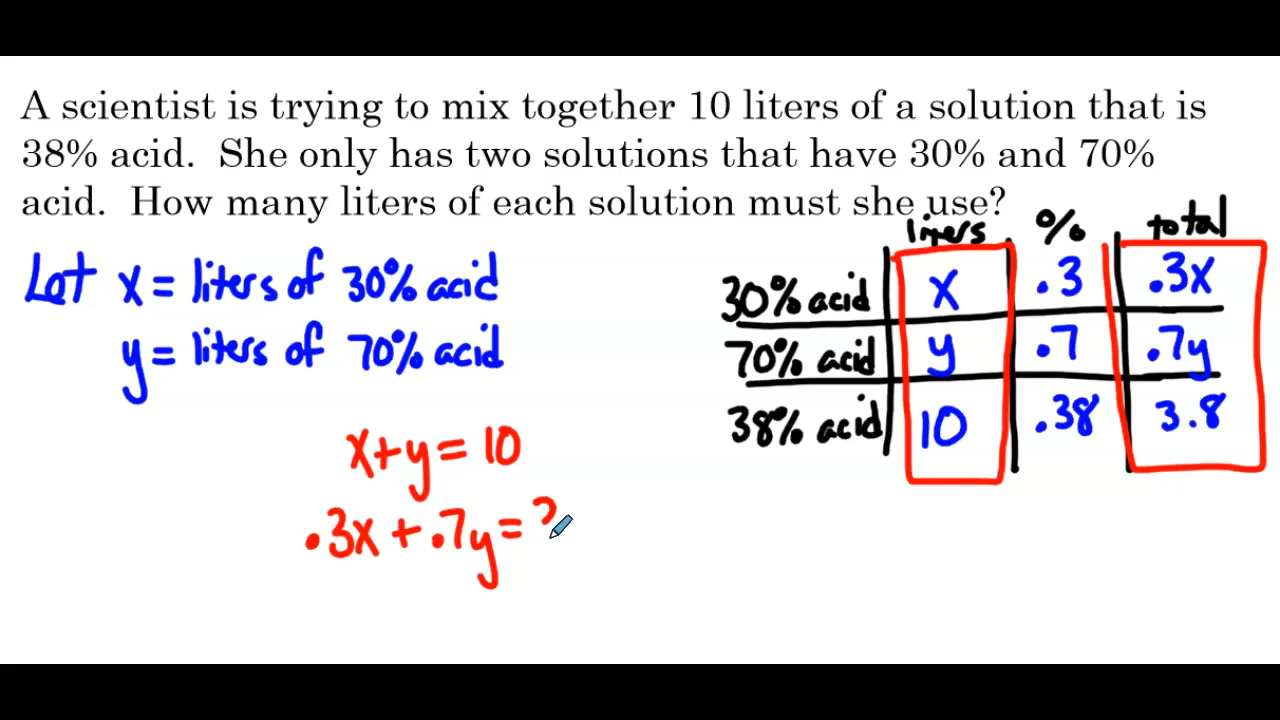 A scientist is trying to mix together 10 liters of a solution that is
38% acid. She only has two solutions that have 30% and 70%
acid. How many liters of each solution must she use?
liters % total
Let x = liters of 30% acid
y = liters of 70% acid
30% acid x .3 .3x
70% acid y .7 .7y
38% acid 10 .38 3.8
x+y = 10
.3x + .7y =